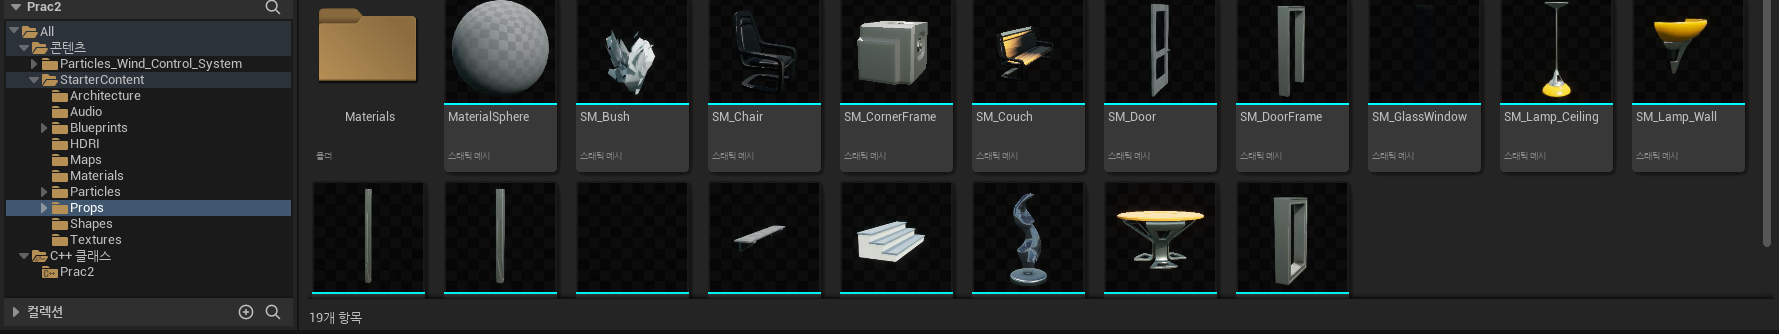 Prac2
All
콘텐츠
Particles_Wind_Control_System
StarterContent
Architecture
Audio
Blueprints
HDRI
Maps
Materials
Particles
Props
Shapes
Textures
C++ 클래스
C++
Prac2
컬렉션
Materials
MaterialSphere
SM_Bush
SM_Chair
SM_CornerFrame
SM_Couch
SM_Door
SM_DoorFrame
SM_GlassWindow
SM_Lamp_Ceiling
SM_Lamp_Wall
폴더
스태틱 메시
스태틱 메시
스태틱 메시
스태틱 메시
스태틱 메시
스태틱 메시
스태틱 메시
스태틱 메시
스태틱 메시
스태틱 메시
19개 항목